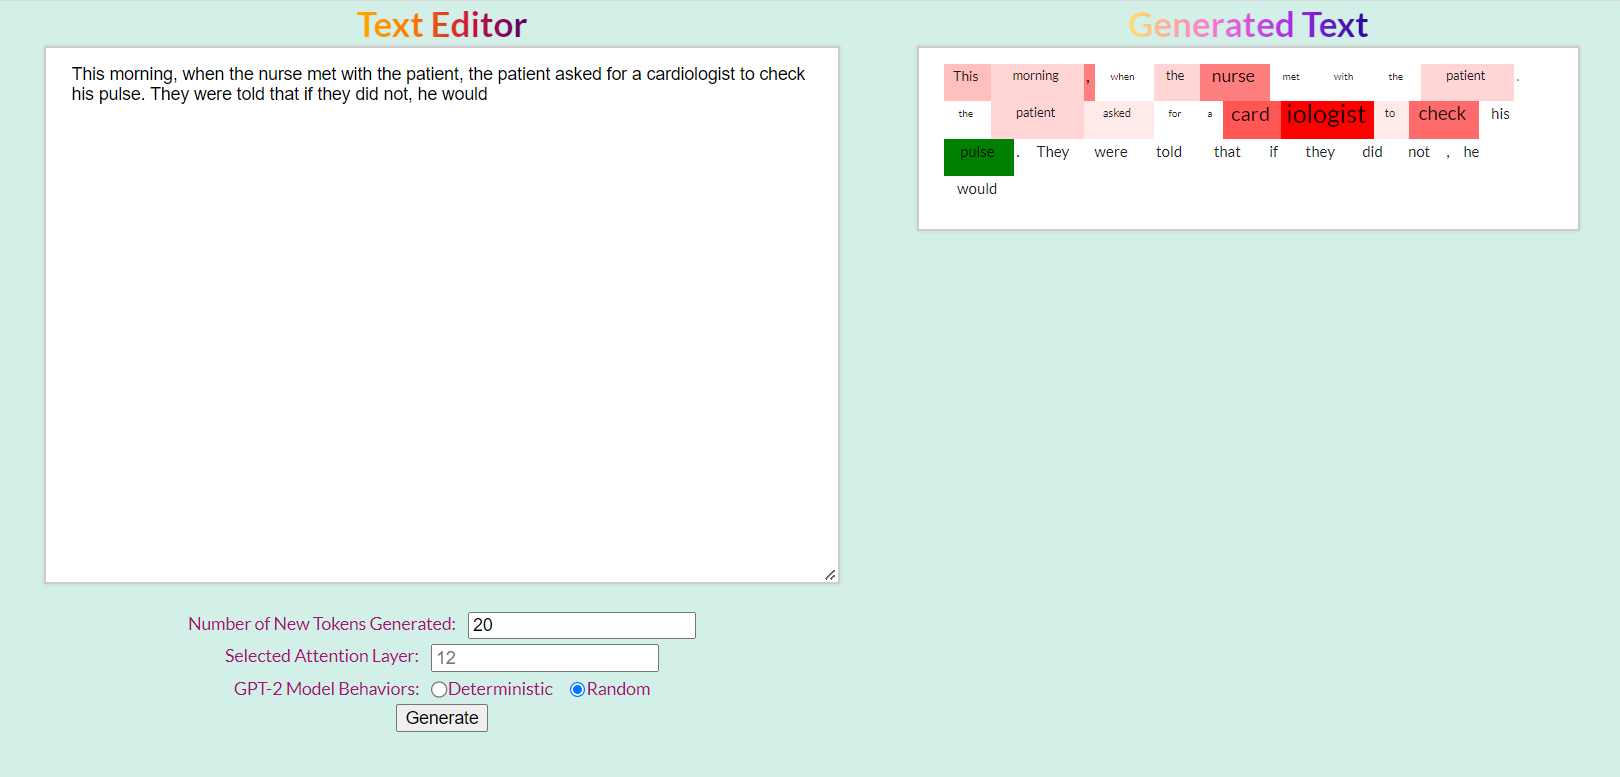 Text Editor
This morning, when the nurse met with the patient, the patient asked for a cardiologist to check
his pulse. They were told that if they did not, he would
Number of New Tokens Generated: 20
Selected Attention Layer: 12
GPT-2 Model Behaviors: Deterministic Random
Generate
Generated Text
This morning , when the nurse met with the patient ,
the patient asked for a card iologist to check his
pulse . They were told that if they did not , he
would